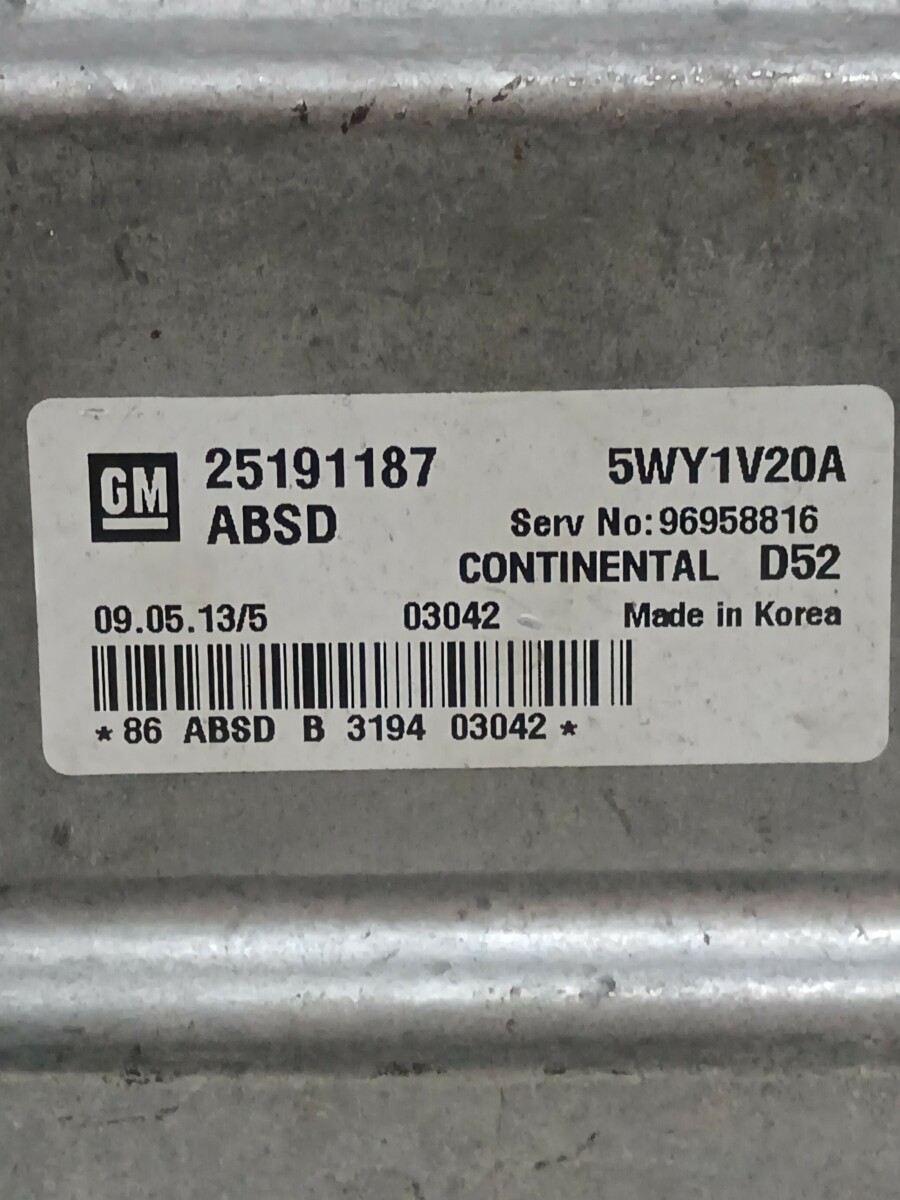 GM 25191187 5WY1V20A
ABSD Serv No:96958816
CONTINENTAL D52
09.05.13/5 03042 Made in Korea
*86 ABSD B 3194 03042*